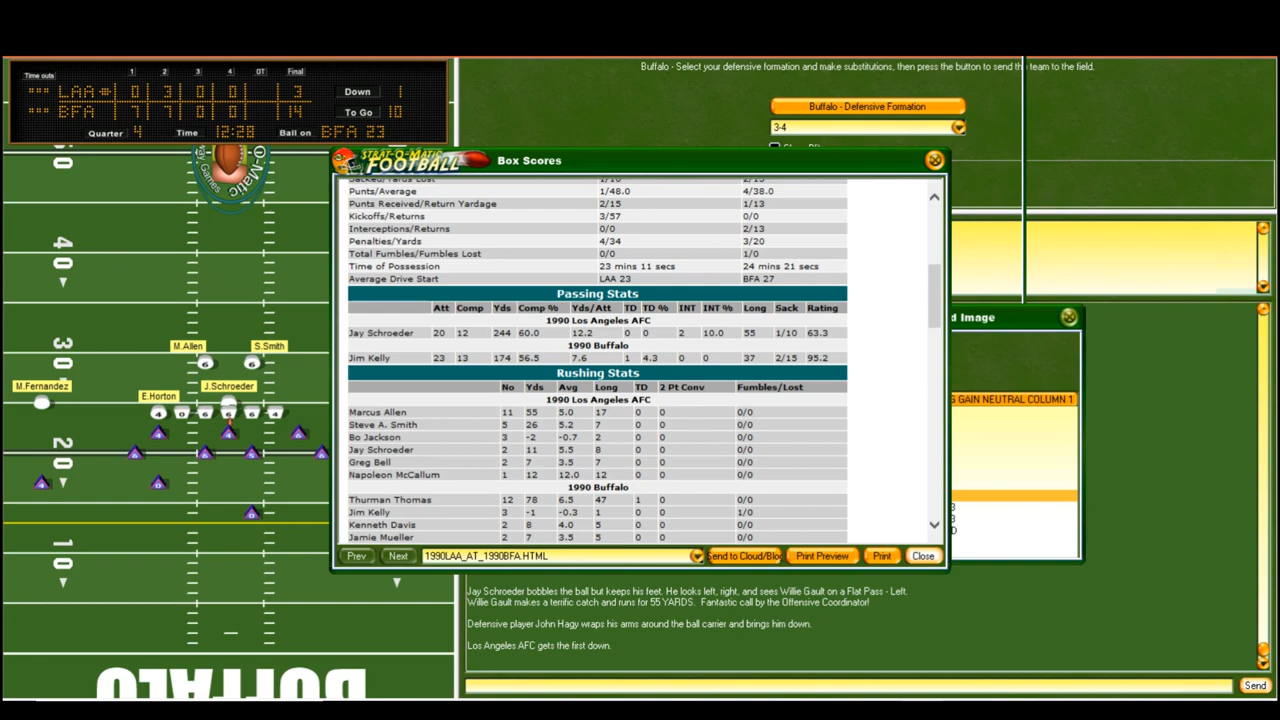 Buffalo - Select your defensive formation and make substitutions, then press the button to send the team to the field.
Time outs 1 2 3 4 OT Final
LAA 0 3 0 0 3 Down 1
BFA 7 7 0 0 14 To Go 10
Quarter 4 Time 12:28 Ball on BFA 23
Buffalo - Defensive Formation
3-4
STRAT-O-MATIC FOOTBALL Box Scores
Punts/Average 1/48.0 4/38.0
Punts Received/Return Yardage 2/15 1/13
Kickoffs/Returns 3/57 0/0
Interceptions/Returns 0/0 2/13
Penalties/Yards 4/34 3/20
Total Fumbles/Fumbles Lost 0/0 1/0
Time of Possession 23 mins 11 secs 24 mins 21 secs
Average Drive Start LAA 23 BFA 27
Passing Stats
Att Comp Yds Comp % Yds/Att TD TD % INT INT % Long Sack Rating
1990 Los Angeles AFC
Jay Schroeder 20 12 244 60.0 12.2 0 0 2 10.0 55 1/10 63.3
1990 Buffalo
Jim Kelly 23 13 174 56.5 7.6 1 4.3 0 0 37 2/15 95.2
Rushing Stats
No Yds Avg Long TD 2 Pt Conv Fumbles/Lost
1990 Los Angeles AFC
Marcus Allen 11 55 5.0 17 0 0 0/0
Steve A. Smith 5 26 5.2 7 0 0 0/0
Bo Jackson 3 -2 -0.7 2 0 0 0/0
Jay Schroeder 2 11 5.5 8 0 0 0/0
Greg Bell 2 7 3.5 7 0 0 0/0
Napoleon McCallum 1 12 12.0 12 0 0 0/0
1990 Buffalo
Thurman Thomas 12 78 6.5 47 1 0 0/0
Jim Kelly 3 -1 -0.3 1 0 0 1/0
Kenneth Davis 2 8 4.0 5 0 0 0/0
Jamie Mueller 2 7 3.5 5 0 0 0/0
Prev Next 1990LAA_AT_1990BFA.HTML Send to Cloud/Blog Print Preview Print Close
d Image
G GAIN NEUTRAL COLUMN 1
40
30
20
10
M.Allen S.Smith
M.Fernandez J.Schroeder
E.Horton
BUFFALO
Jay Schroeder bobbles the ball but keeps his feet. He looks left, right, and sees Willie Gault on a Flat Pass - Left.
Willie Gault makes a terrific catch and runs for 55 YARDS. Fantastic call by the Offensive Coordinator!
Defensive player John Hagy wraps his arms around the ball carrier and brings him down.
Los Angeles AFC gets the first down.
Send